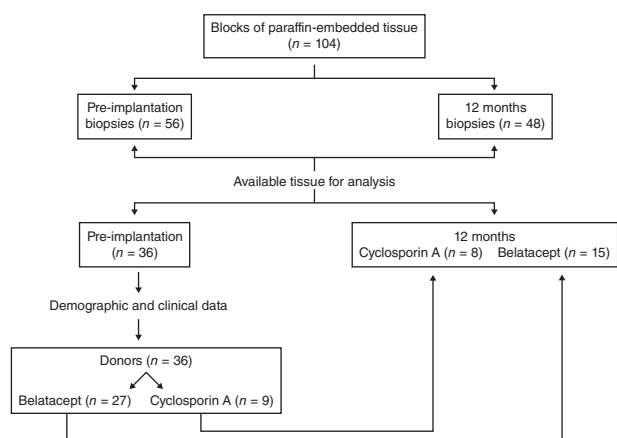 Blocks of paraffin-embedded tissue
(n = 104)
Pre-implantation
biopsies (n = 56)
12 months
biopsies (n = 48)
Available tissue for analysis
Pre-implantation
(n = 36)
12 months
Cyclosporin A (n = 8) Belatacept (n = 15)
Demographic and clinical data
Donors (n = 36)
Belatacept (n = 27) Cyclosporin A (n = 9)